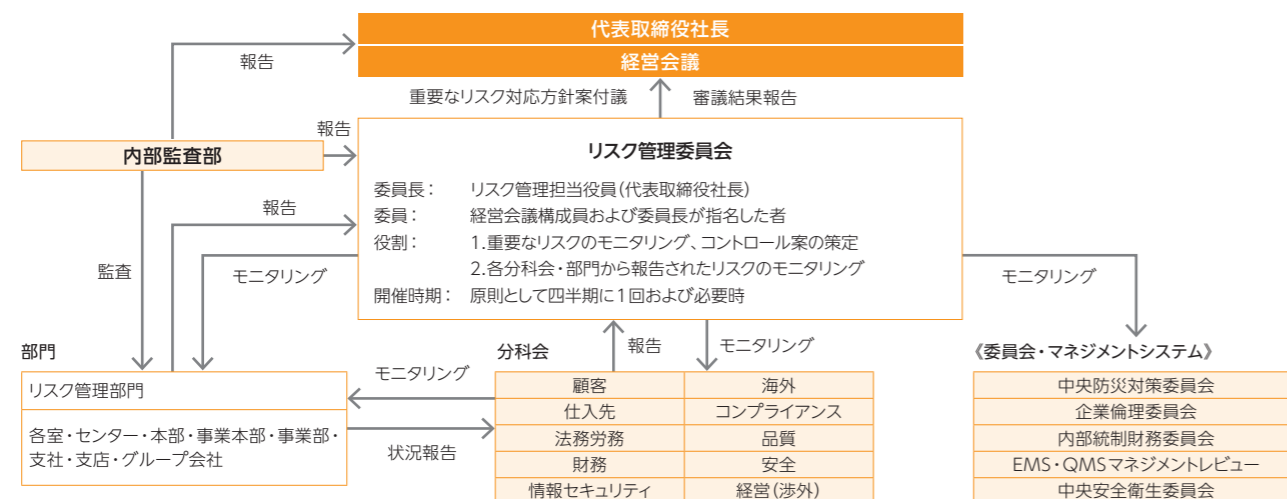 代表取締役社長
報告
経営会議
重要なリスク対応方針案付議
審議結果報告
報告
内部監査部
リスク管理委員会
委員長： リスク管理担当役員(代表取締役社長)
報告
委員： 経営会議構成員および委員長が指名した者
役割： 1.重要なリスクのモニタリング、コントロール案の策定
監査
モニタリング
2.各分科会・部門から報告されたリスクのモニタリング
モニタリング
開催時期： 原則として四半期に1回および必要時
部門
分科会
報告
モニタリング
《委員会・マネジメントシステム》
モニタリング
リスク管理部門
各室・センター・本部・事業本部・事業部・
支社・支店・グループ会社
状況報告
顧客 海外
仕入先 コンプライアンス
法務労務 品質
財務 安全
情報セキュリティ 経営(渉外)
中央防災対策委員会
企業倫理委員会
内部統制財務委員会
EMS・QMSマネジメントレビュー
中央安全衛生委員会